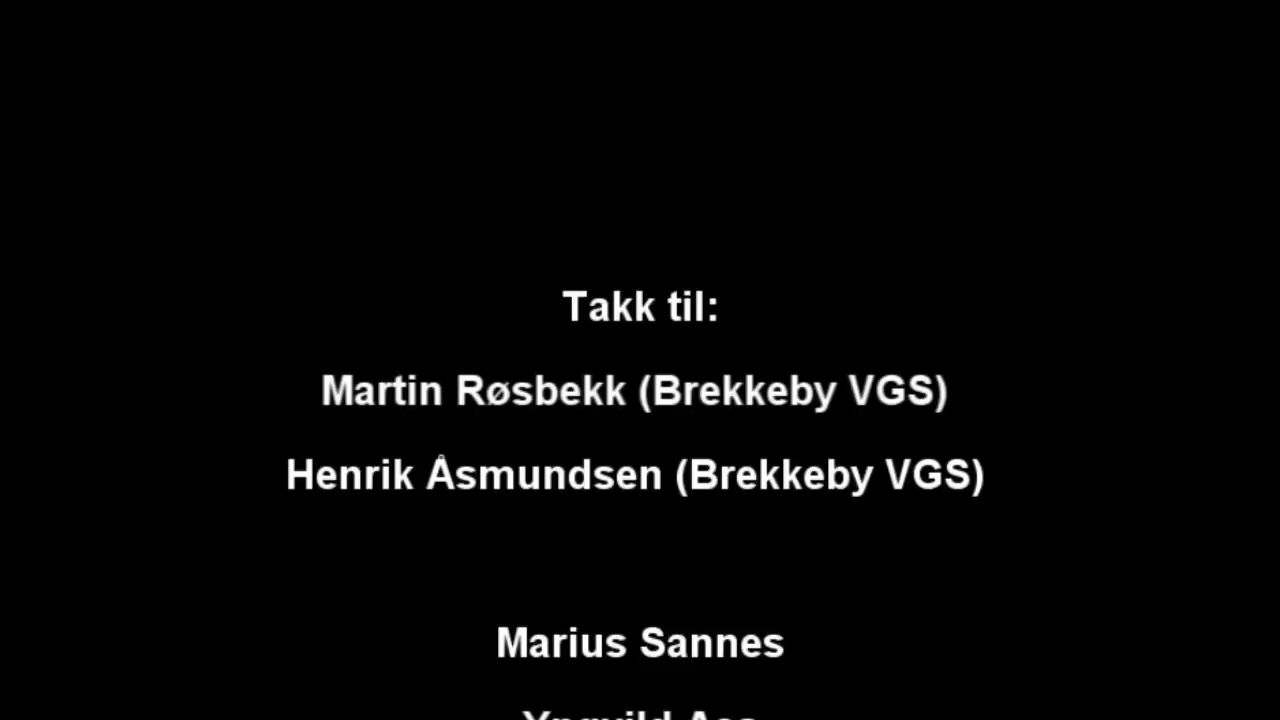 Takk til:
Martin Røsbekk (Brekkeby VGS)
Henrik Åsmundsen (Brekkeby VGS)
Marius Sannes